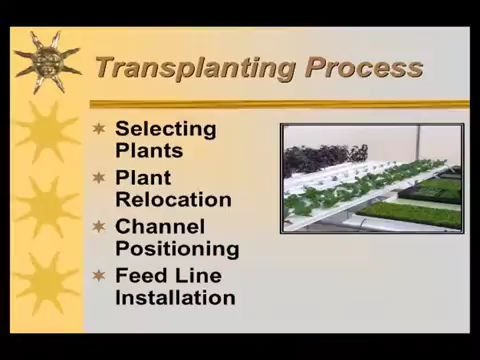 Transplanting Process
Selecting
Plants
Plant
Relocation
Channel
Positioning
Feed Line
Installation